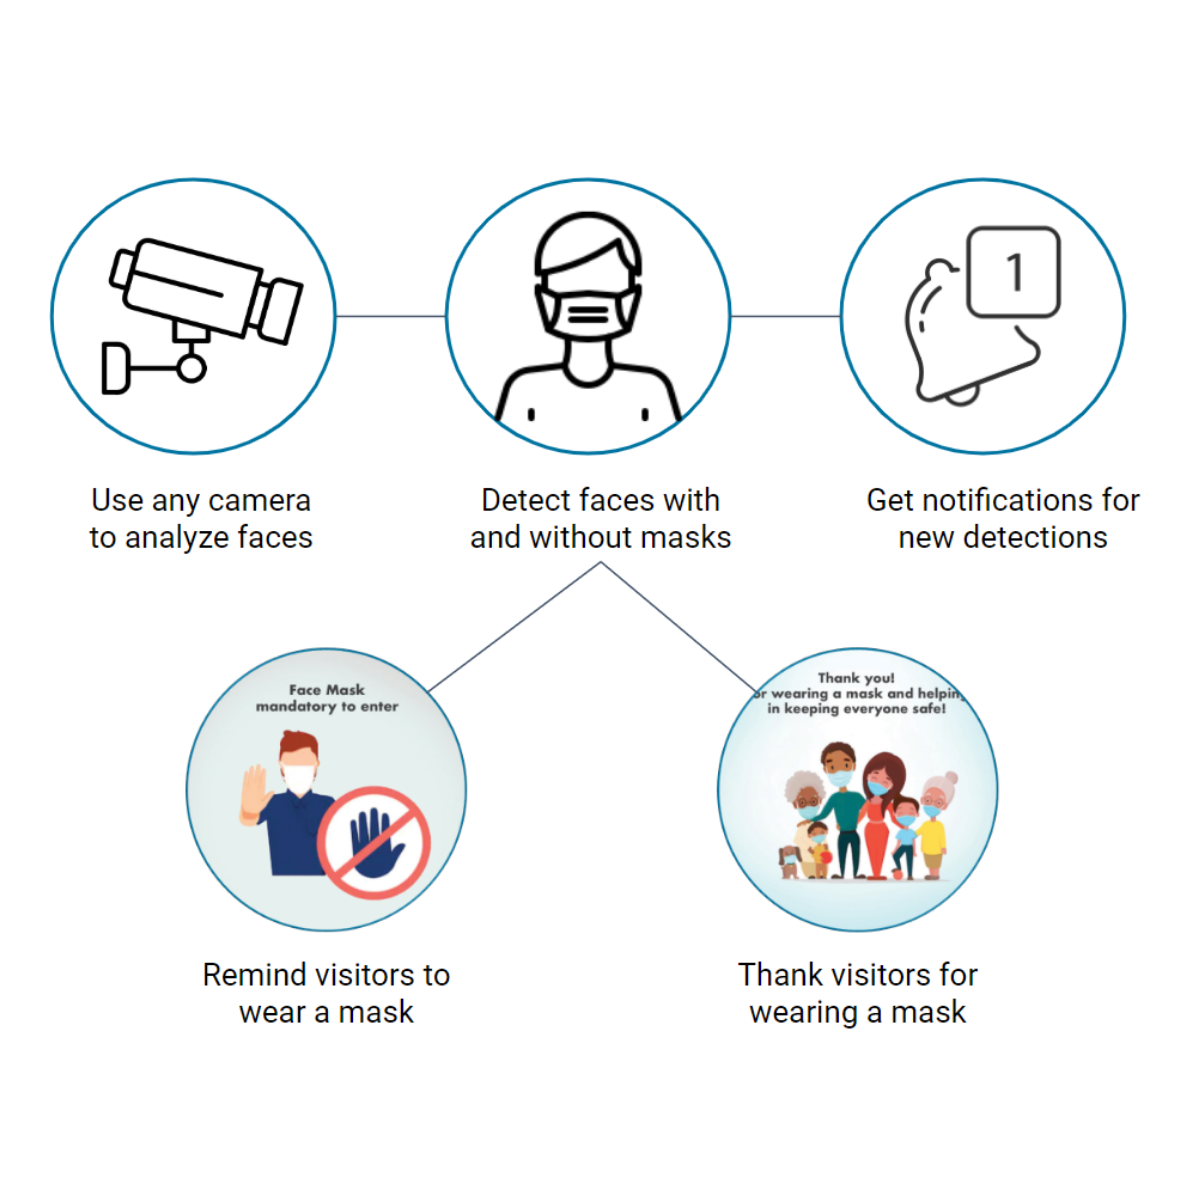 1
Use any camera
to analyze faces
Detect faces with
and without masks
Get notifications for
new detections
Face Mask
mandatory to enter
Thank you!
or wearing a mask and helpin
in keeping everyone safe!
Remind visitors to
wear a mask
Thank visitors for
wearing a mask